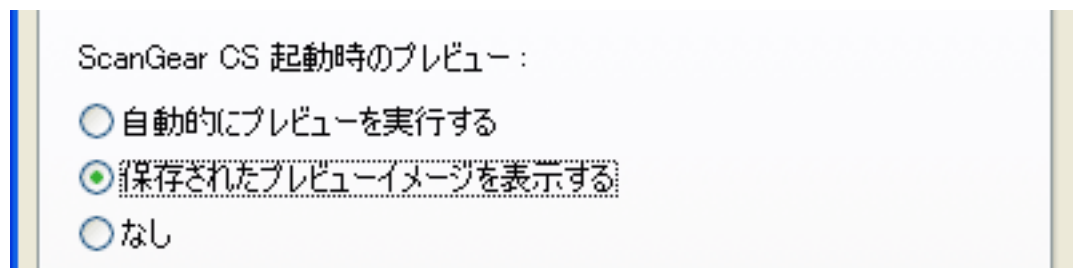 ScanGear CS 起動時のプレビュー：
自動的にプレビューを実行する
保存されたプレビューイメージを表示する
なし